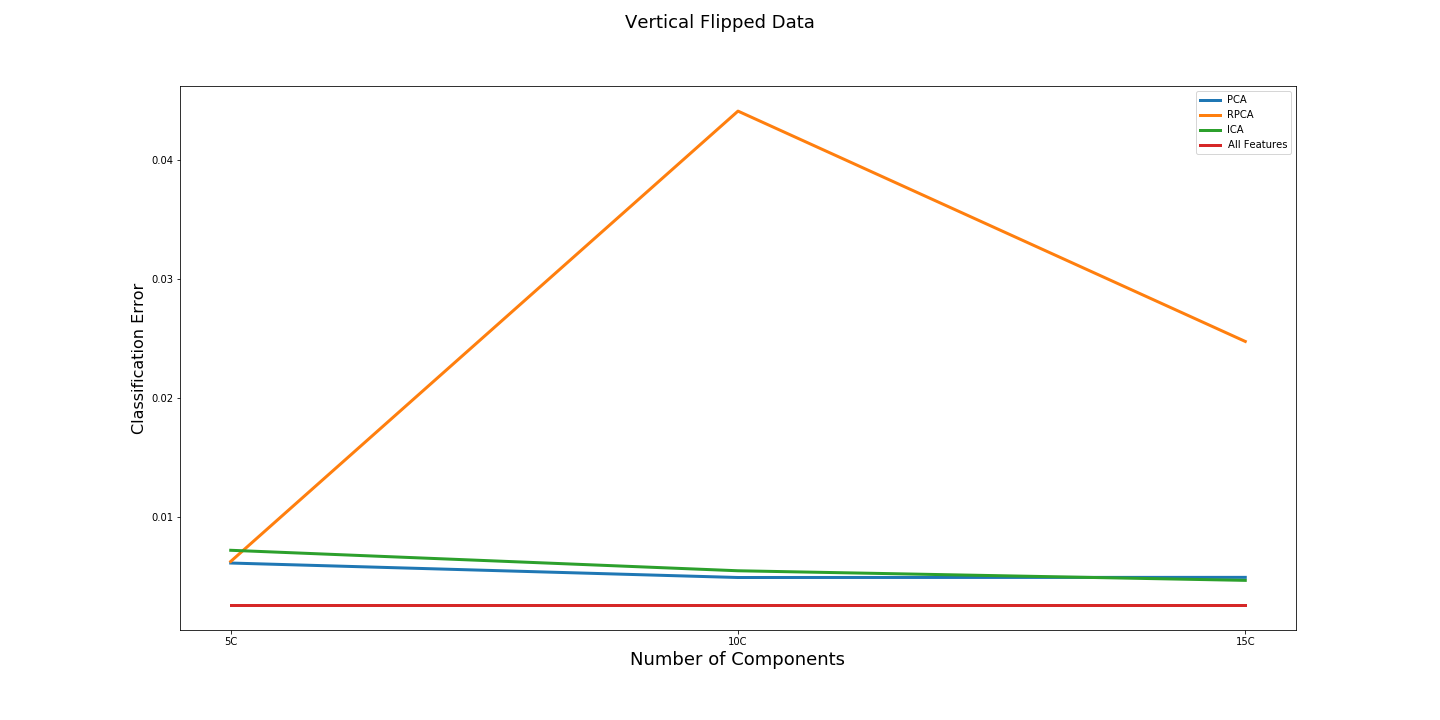 Vertical Flipped Data
PCA
RPCA
ICA
All Features
0.04
0.03
0.02
0.01
Classification Error
5C
10C
15C
Number of Components